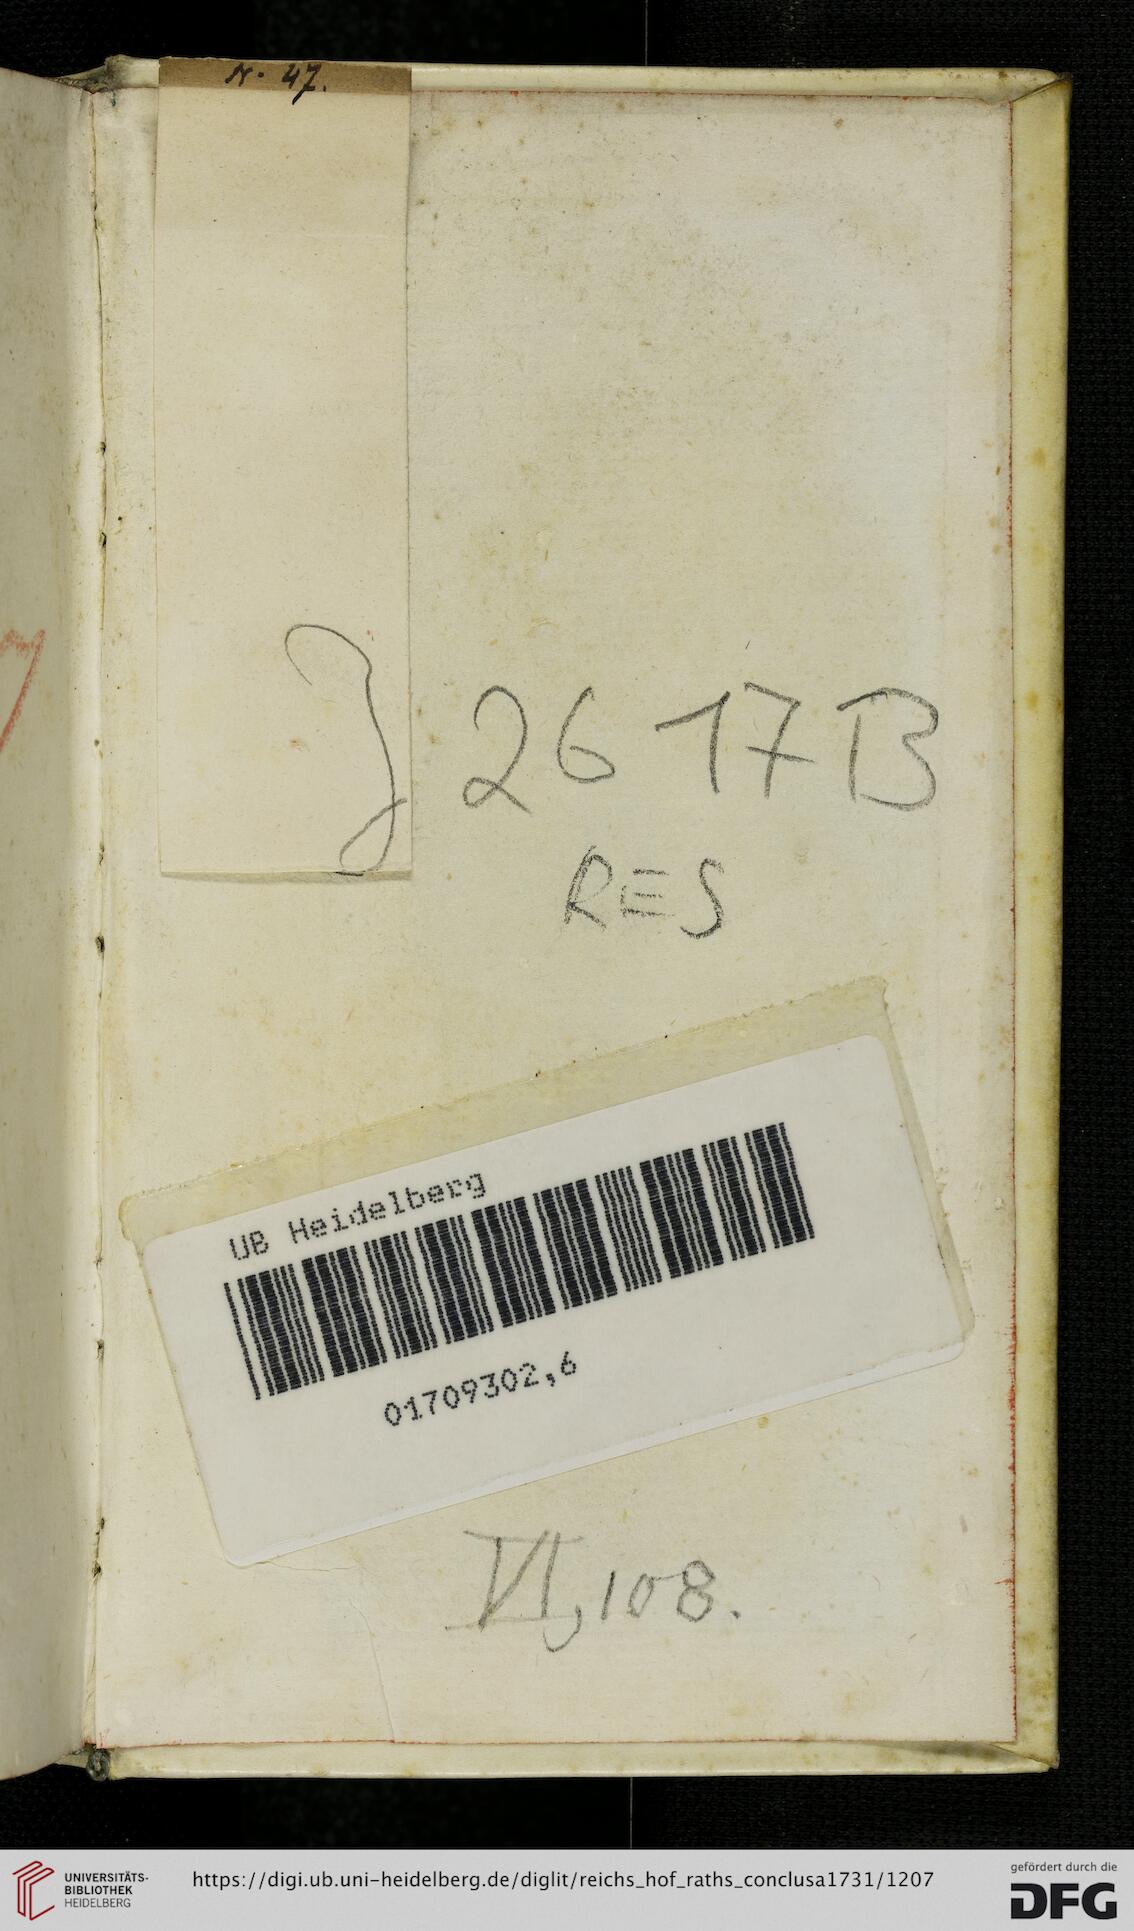 N. 47.
J 2617 B
RES
UB Heidelberg
01709302,6
VI, 108.
UNIVERSITÄTS-
BIBLIOTHEK
HEIDELBERG
https://digi.ub.uni-heidelberg.de/diglit/reichs_hof_raths_conclusa1731/1207
gefördert durch die
DFG